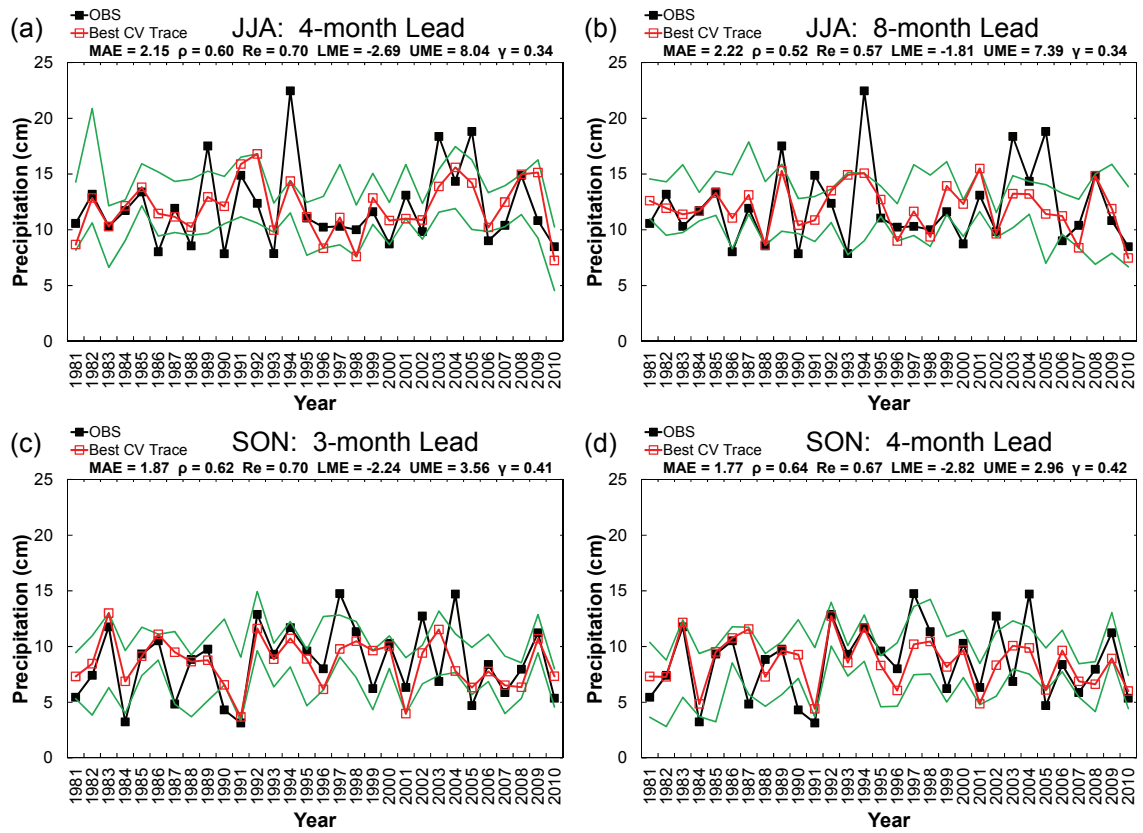 (a) JJA: 4-month Lead
OBS
Best CV Trace
MAE = 2.15 ρ = 0.60 Re = 0.70 LME = -2.69 UME = 8.04 γ = 0.34
Precipitation (cm)
25
20
15
10
5
0
1981 1982 1983 1984 1985 1986 1987 1988 1989 1990 1991 1992 1993 1994 1995 1996 1997 1998 1999 2000 2001 2002 2003 2004 2005 2006 2007 2008 2009 2010
Year
(b) JJA: 8-month Lead
OBS
Best CV Trace
MAE = 2.22 ρ = 0.52 Re = 0.57 LME = -1.81 UME = 7.39 γ = 0.34
Precipitation (cm)
25
20
15
10
5
0
1981 1982 1983 1984 1985 1986 1987 1988 1989 1990 1991 1992 1993 1994 1995 1996 1997 1998 1999 2000 2001 2002 2003 2004 2005 2006 2007 2008 2009 2010
Year
(c) SON: 3-month Lead
OBS
Best CV Trace
MAE = 1.87 ρ = 0.62 Re = 0.70 LME = -2.24 UME = 3.56 γ = 0.41
Precipitation (cm)
25
20
15
10
5
0
1981 1982 1983 1984 1985 1986 1987 1988 1989 1990 1991 1992 1993 1994 1995 1996 1997 1998 1999 2000 2001 2002 2003 2004 2005 2006 2007 2008 2009 2010
Year
(d) SON: 4-month Lead
OBS
Best CV Trace
MAE = 1.77 ρ = 0.64 Re = 0.67 LME = -2.82 UME = 2.96 γ = 0.42
Precipitation (cm)
25
20
15
10
5
0
1981 1982 1983 1984 1985 1986 1987 1988 1989 1990 1991 1992 1993 1994 1995 1996 1997 1998 1999 2000 2001 2002 2003 2004 2005 2006 2007 2008 2009 2010
Year